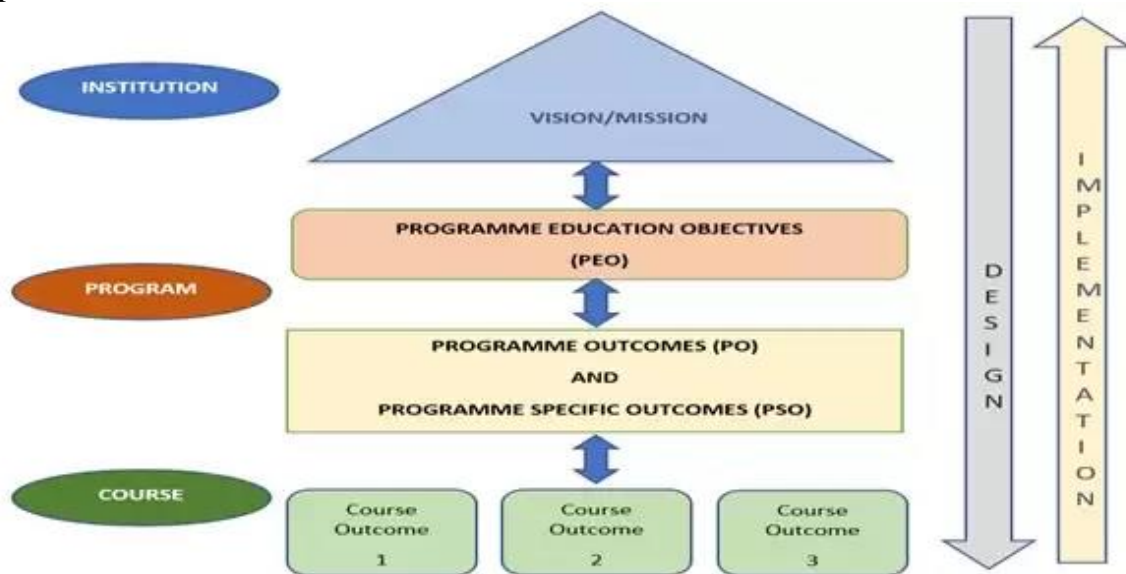 INSTITUTION
VISION/MISSION
PROGRAMME EDUCATION OBJECTIVES
(PEO)
PROGRAM
PROGRAMME OUTCOMES (PO)
AND
PROGRAMME SPECIFIC OUTCOMES (PSO)
COURSE
Course
Outcome
1
Course
Outcome
2
Course
Outcome
3
DESIGN
IMPLEMENTATION